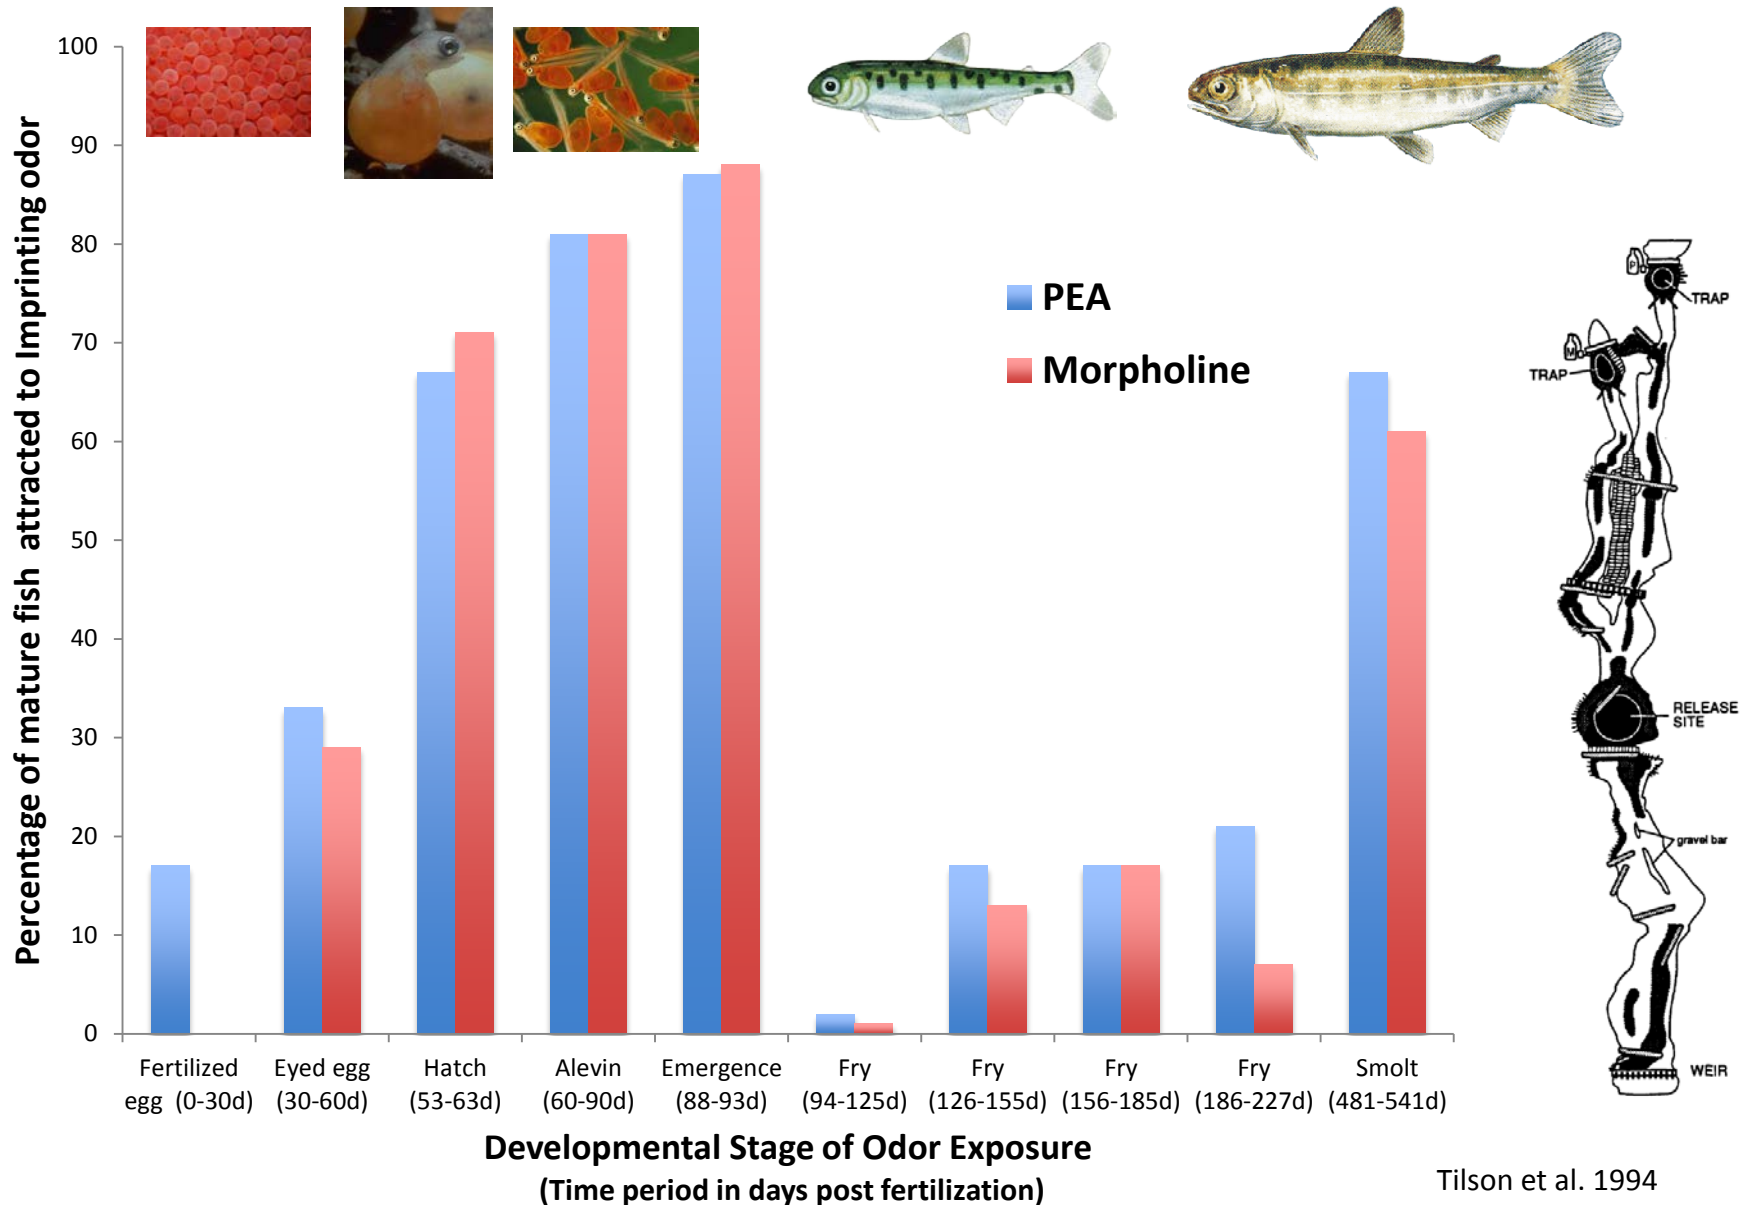 Percentage of mature fish attracted to Imprinting odor
100
90
80
70
60
50
40
30
20
10
0
PEA
Morpholine
Fertilized
egg (0-30d)
Eyed egg
(30-60d)
Hatch
(53-63d)
Alevin
(60-90d)
Emergence
(88-93d)
Fry
(94-125d)
Fry
(126-155d)
Fry
(156-185d)
Fry
(186-227d)
Smolt
(481-541d)
Developmental Stage of Odor Exposure
(Time period in days post fertilization)
P
TRAP
M
TRAP
RELEASE
SITE
gravel bar
WEIR
Tilson et al. 1994